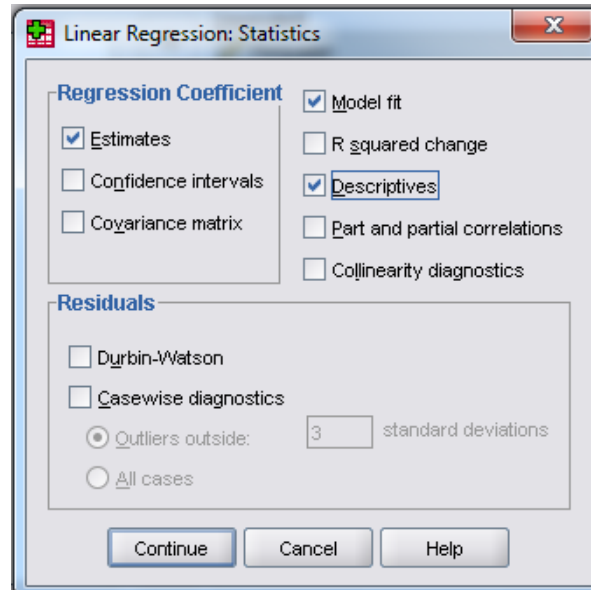 Linear Regression: Statistics
Regression Coefficient
Estimates
Confidence intervals
Covariance matrix
Model fit
R squared change
Descriptives
Part and partial correlations
Collinearity diagnostics
Residuals
Durbin-Watson
Casewise diagnostics
Outliers outside: 3 standard deviations
All cases
Continue Cancel Help